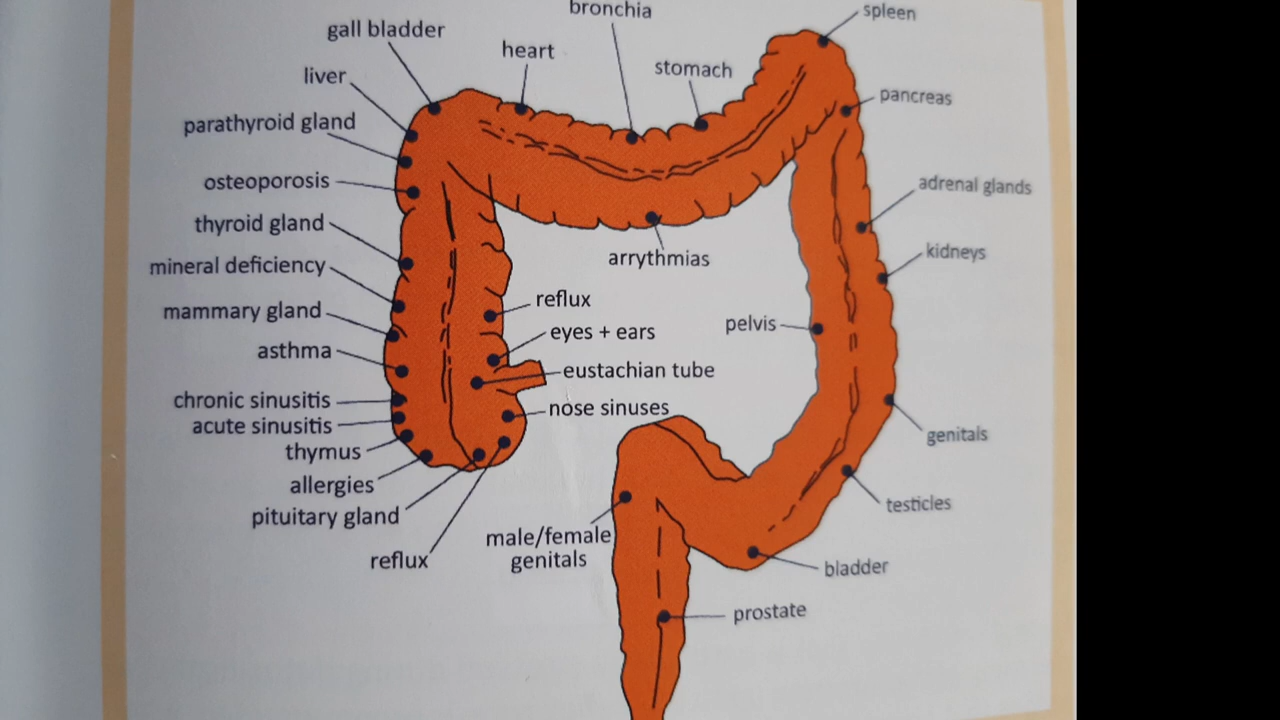 bronchia
spleen
gall bladder
heart
stomach
liver
pancreas
parathyroid gland
osteoporosis
adrenal glands
thyroid gland
kidneys
arrythmias
mineral deficiency
reflux
mammary gland
pelvis
eyes + ears
asthma
eustachian tube
chronic sinusitis
nose sinuses
acute sinusitis
genitals
thymus
allergies
testicles
pituitary gland
male/female
genitals
reflux
bladder
prostate